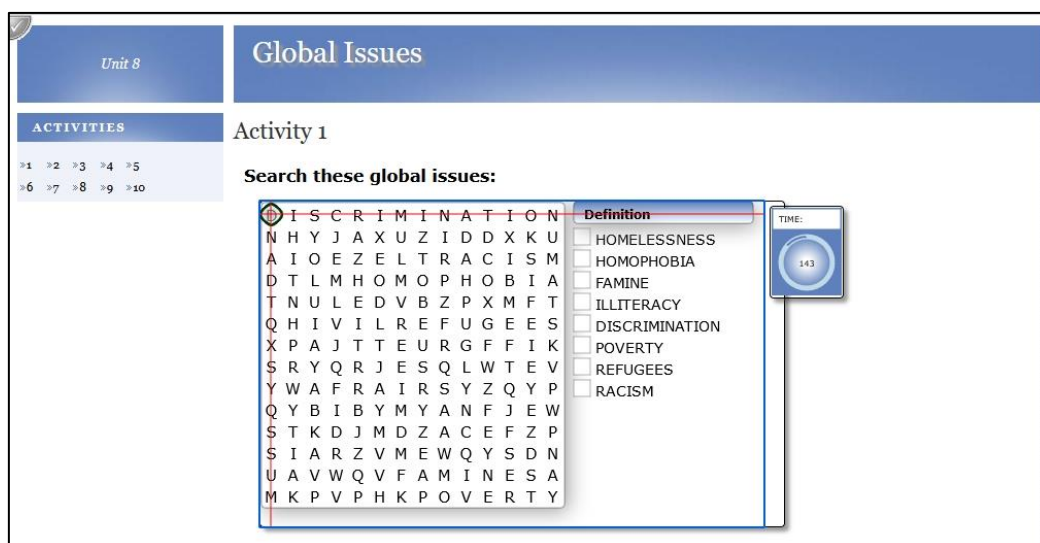 Unit 8
Global Issues
ACTIVITIES
»1 »2 »3 »4 »5
»6 »7 »8 »9 »10
Activity 1
Search these global issues:
D I S C R I M I N A T I O N
N H Y J A X U Z I D D X K U
A I O E Z E L T R A C I S M
D T L M H O M O P H O B I A
T N U L E D V B Z P X M F T
Q H I V I L R E F U G E E S
X P A J T T E U R G F F I K
S R Y Q R J E S Q L W T E V
Y W A F R A I R S Y Z Q Y P
Q Y B I B Y M Y A N F J E W
S T K D J M D Z A C E F Z P
S I A R Z V M E W Q Y S D N
U A V W Q V F A M I N E S A
M K P V P H K P O V E R T Y
Definition
HOMELESSNESS
HOMOPHOBIA
FAMINE
ILLITERACY
DISCRIMINATION
POVERTY
REFUGEES
RACISM
TIME:
143